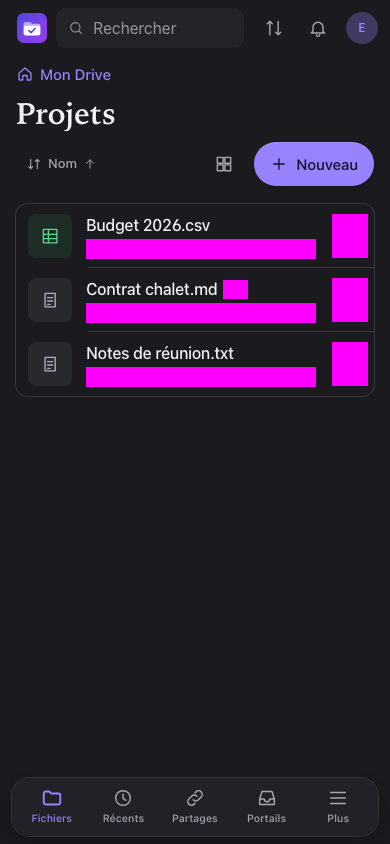 Rechercher
E
Mon Drive
Projets
Nom
Nouveau
Budget 2026.csv
Contrat chalet.md
Notes de réunion.txt
Fichiers
Récents
Partages
Portails
Plus